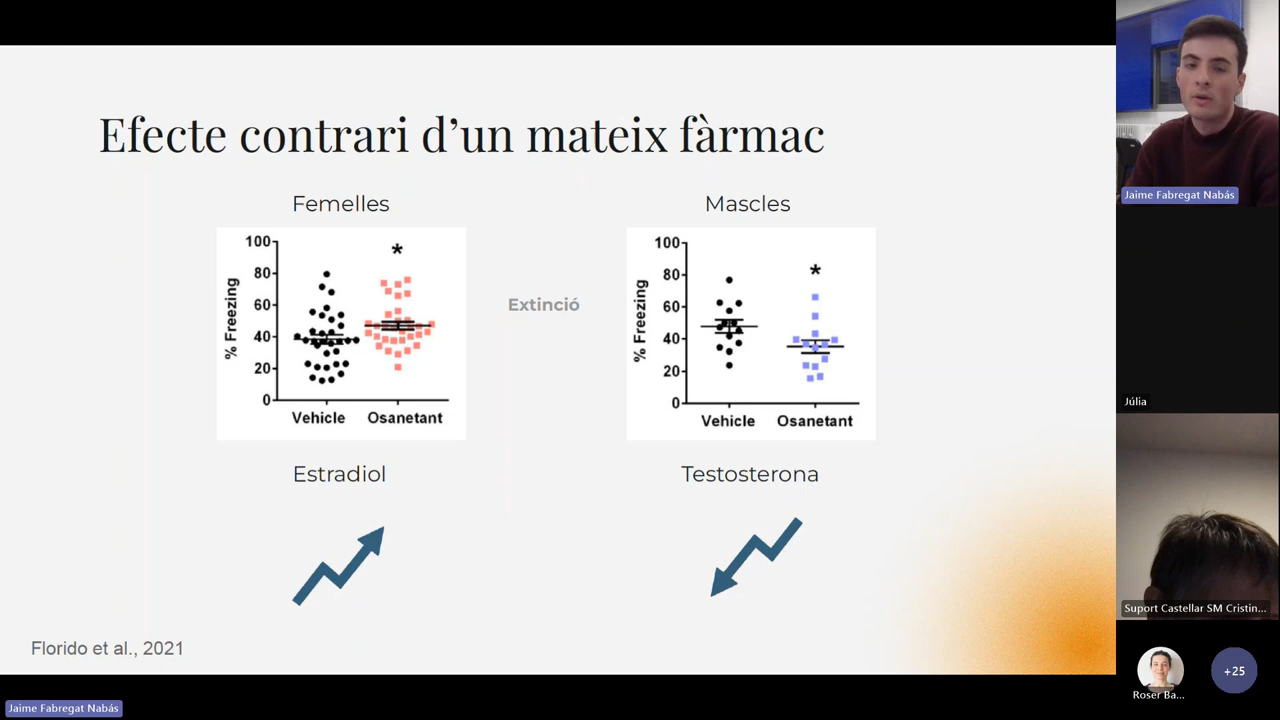 Efecte contrari d’un mateix fàrmac
Femelles
Mascles
100
80
60
40
20
0
% Freezing
*
Vehicle
Osanetant
Extinció
100
80
60
40
20
0
% Freezing
*
Vehicle
Osanetant
Estradiol
Testosterona
Florido et al., 2021
Jaime Fabregat Nabás
Jaime Fabregat Nabás
Júlia
Suport Castellar SM Cristin...
Roser Ba...
+25